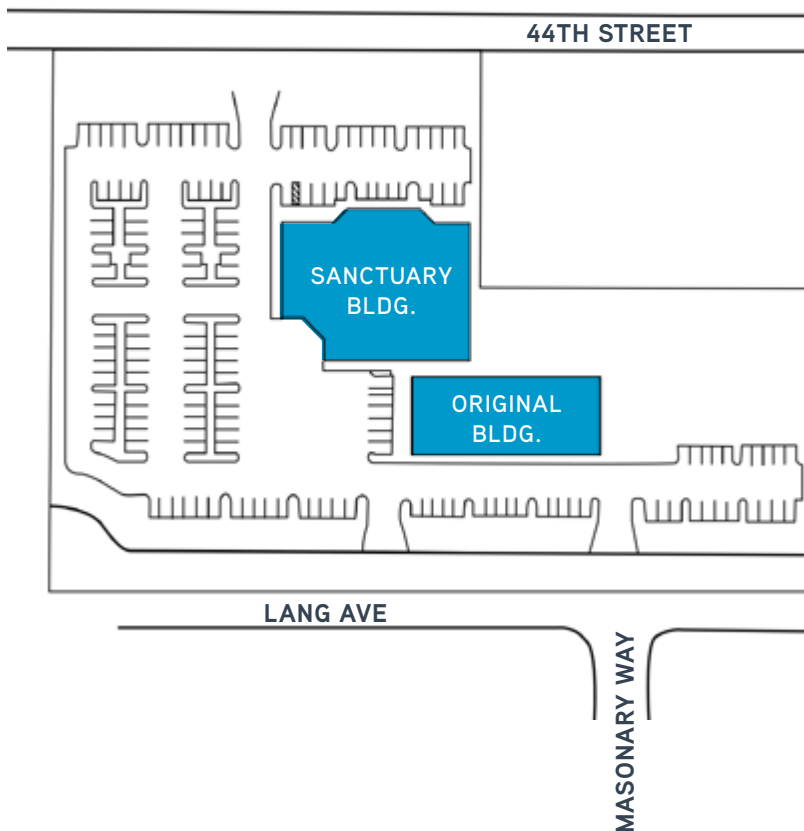 44TH STREET
SANCTUARY
BLDG.
ORIGINAL
BLDG.
LANG AVE
MASONARY WAY